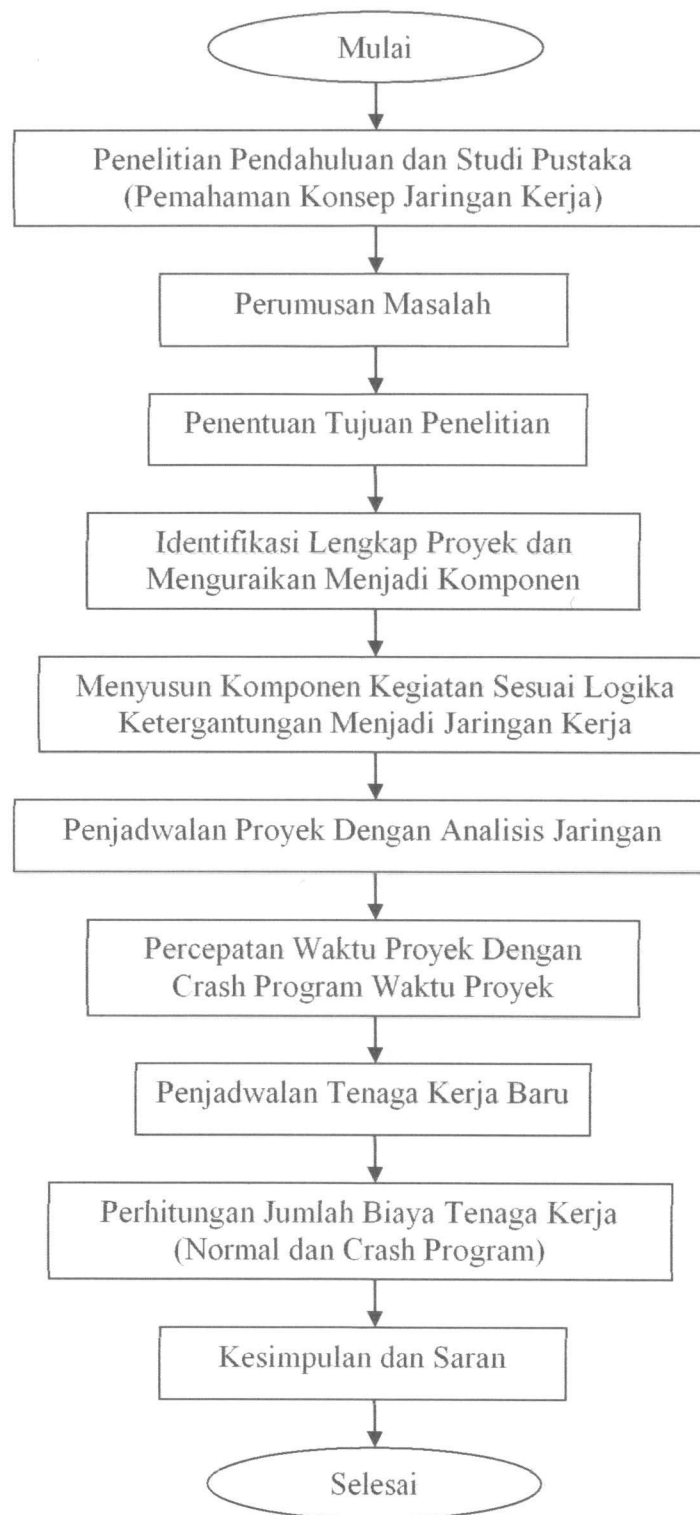 Mulai
Penelitian Pendahuluan dan Studi Pustaka
(Pemahaman Konsep Jaringan Kerja)
Perumusan Masalah
Penentuan Tujuan Penelitian
Identifikasi Lengkap Proyek dan
Menguraikan Menjadi Komponen
Menyusun Komponen Kegiatan Sesuai Logika
Ketergantungan Menjadi Jaringan Kerja
Penjadwalan Proyek Dengan Analisis Jaringan
Percepatan Waktu Proyek Dengan
Crash Program Waktu Proyek
Penjadwalan Tenaga Kerja Baru
Perhitungan Jumlah Biaya Tenaga Kerja
(Normal dan Crash Program)
Kesimpulan dan Saran
Selesai